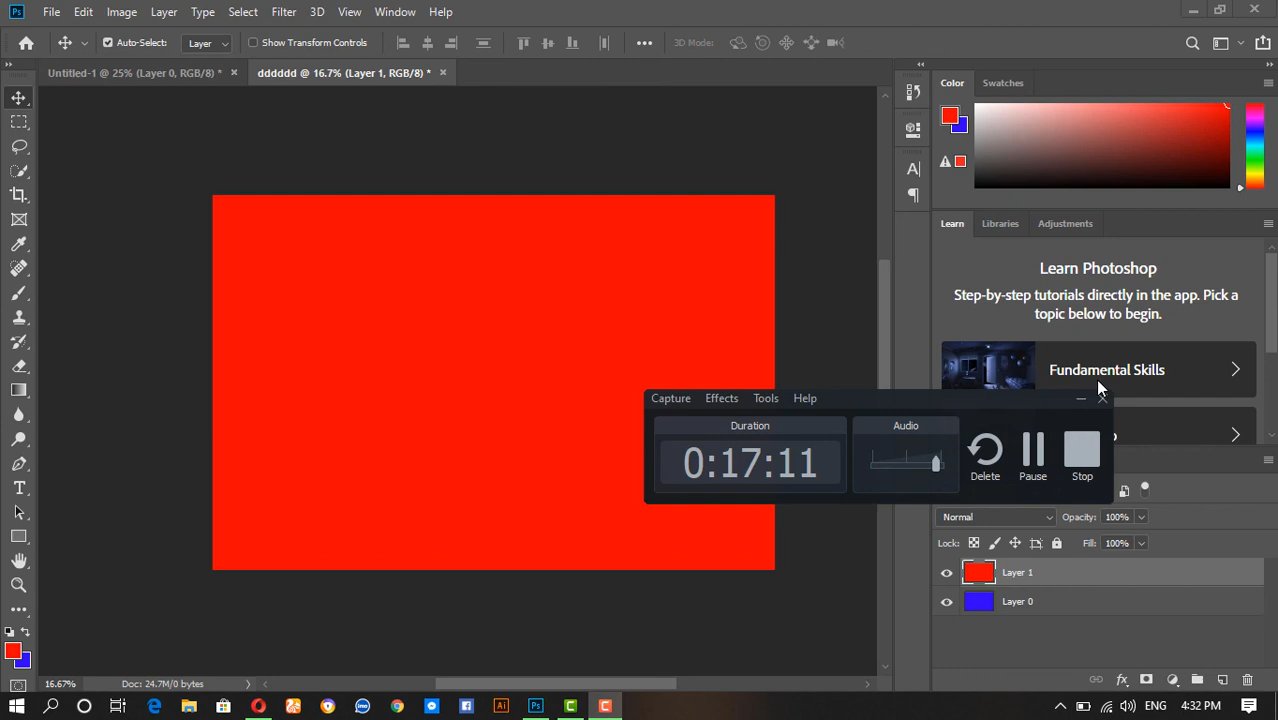 Ps File Edit Image Layer Type Select Filter 3D View Window Help
Auto-Select: Layer Show Transform Controls 3D Mode:
Untitled-1 @ 25% (Layer 0, RGB/8) * dddddd @ 16.7% (Layer 1, RGB/8) *
Color Swatches
Learn Libraries Adjustments
Learn Photoshop
Step-by-step tutorials directly in the app. Pick a
topic below to begin.
Fundamental Skills
Capture Effects Tools Help
Duration Audio
0:17:11
Delete Pause Stop
Normal Opacity: 100%
Lock: Fill: 100%
Layer 1
Layer 0
16.67% Doc: 24.7M/0 bytes
Ai Ps ENG 4:32 PM